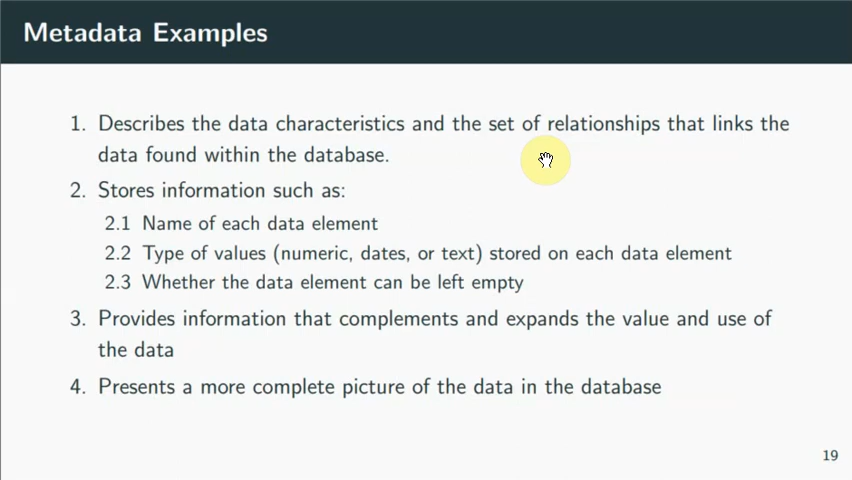 Metadata Examples
1. Describes the data characteristics and the set of relationships that links the
data found within the database.
2. Stores information such as:
2.1 Name of each data element
2.2 Type of values (numeric, dates, or text) stored on each data element
2.3 Whether the data element can be left empty
3. Provides information that complements and expands the value and use of
the data
4. Presents a more complete picture of the data in the database
19